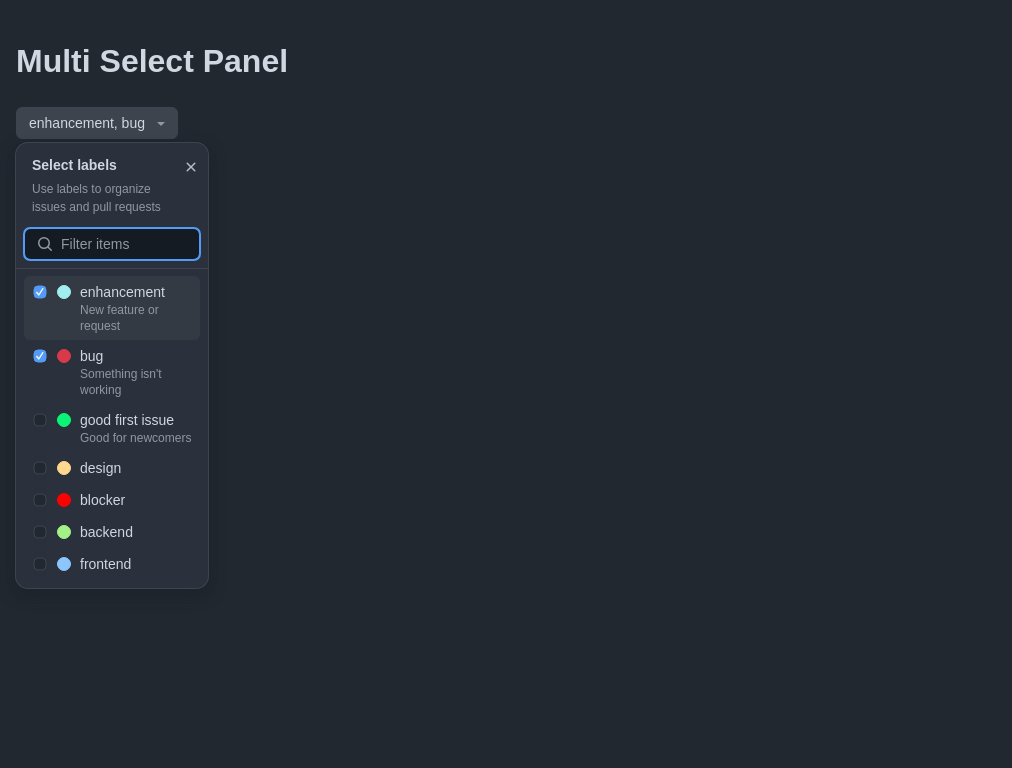 Multi Select Panel
enhancement, bug
Select labels
Use labels to organize
issues and pull requests
Filter items
enhancement
New feature or
request
bug
Something isn't
working
good first issue
Good for newcomers
design
blocker
backend
frontend